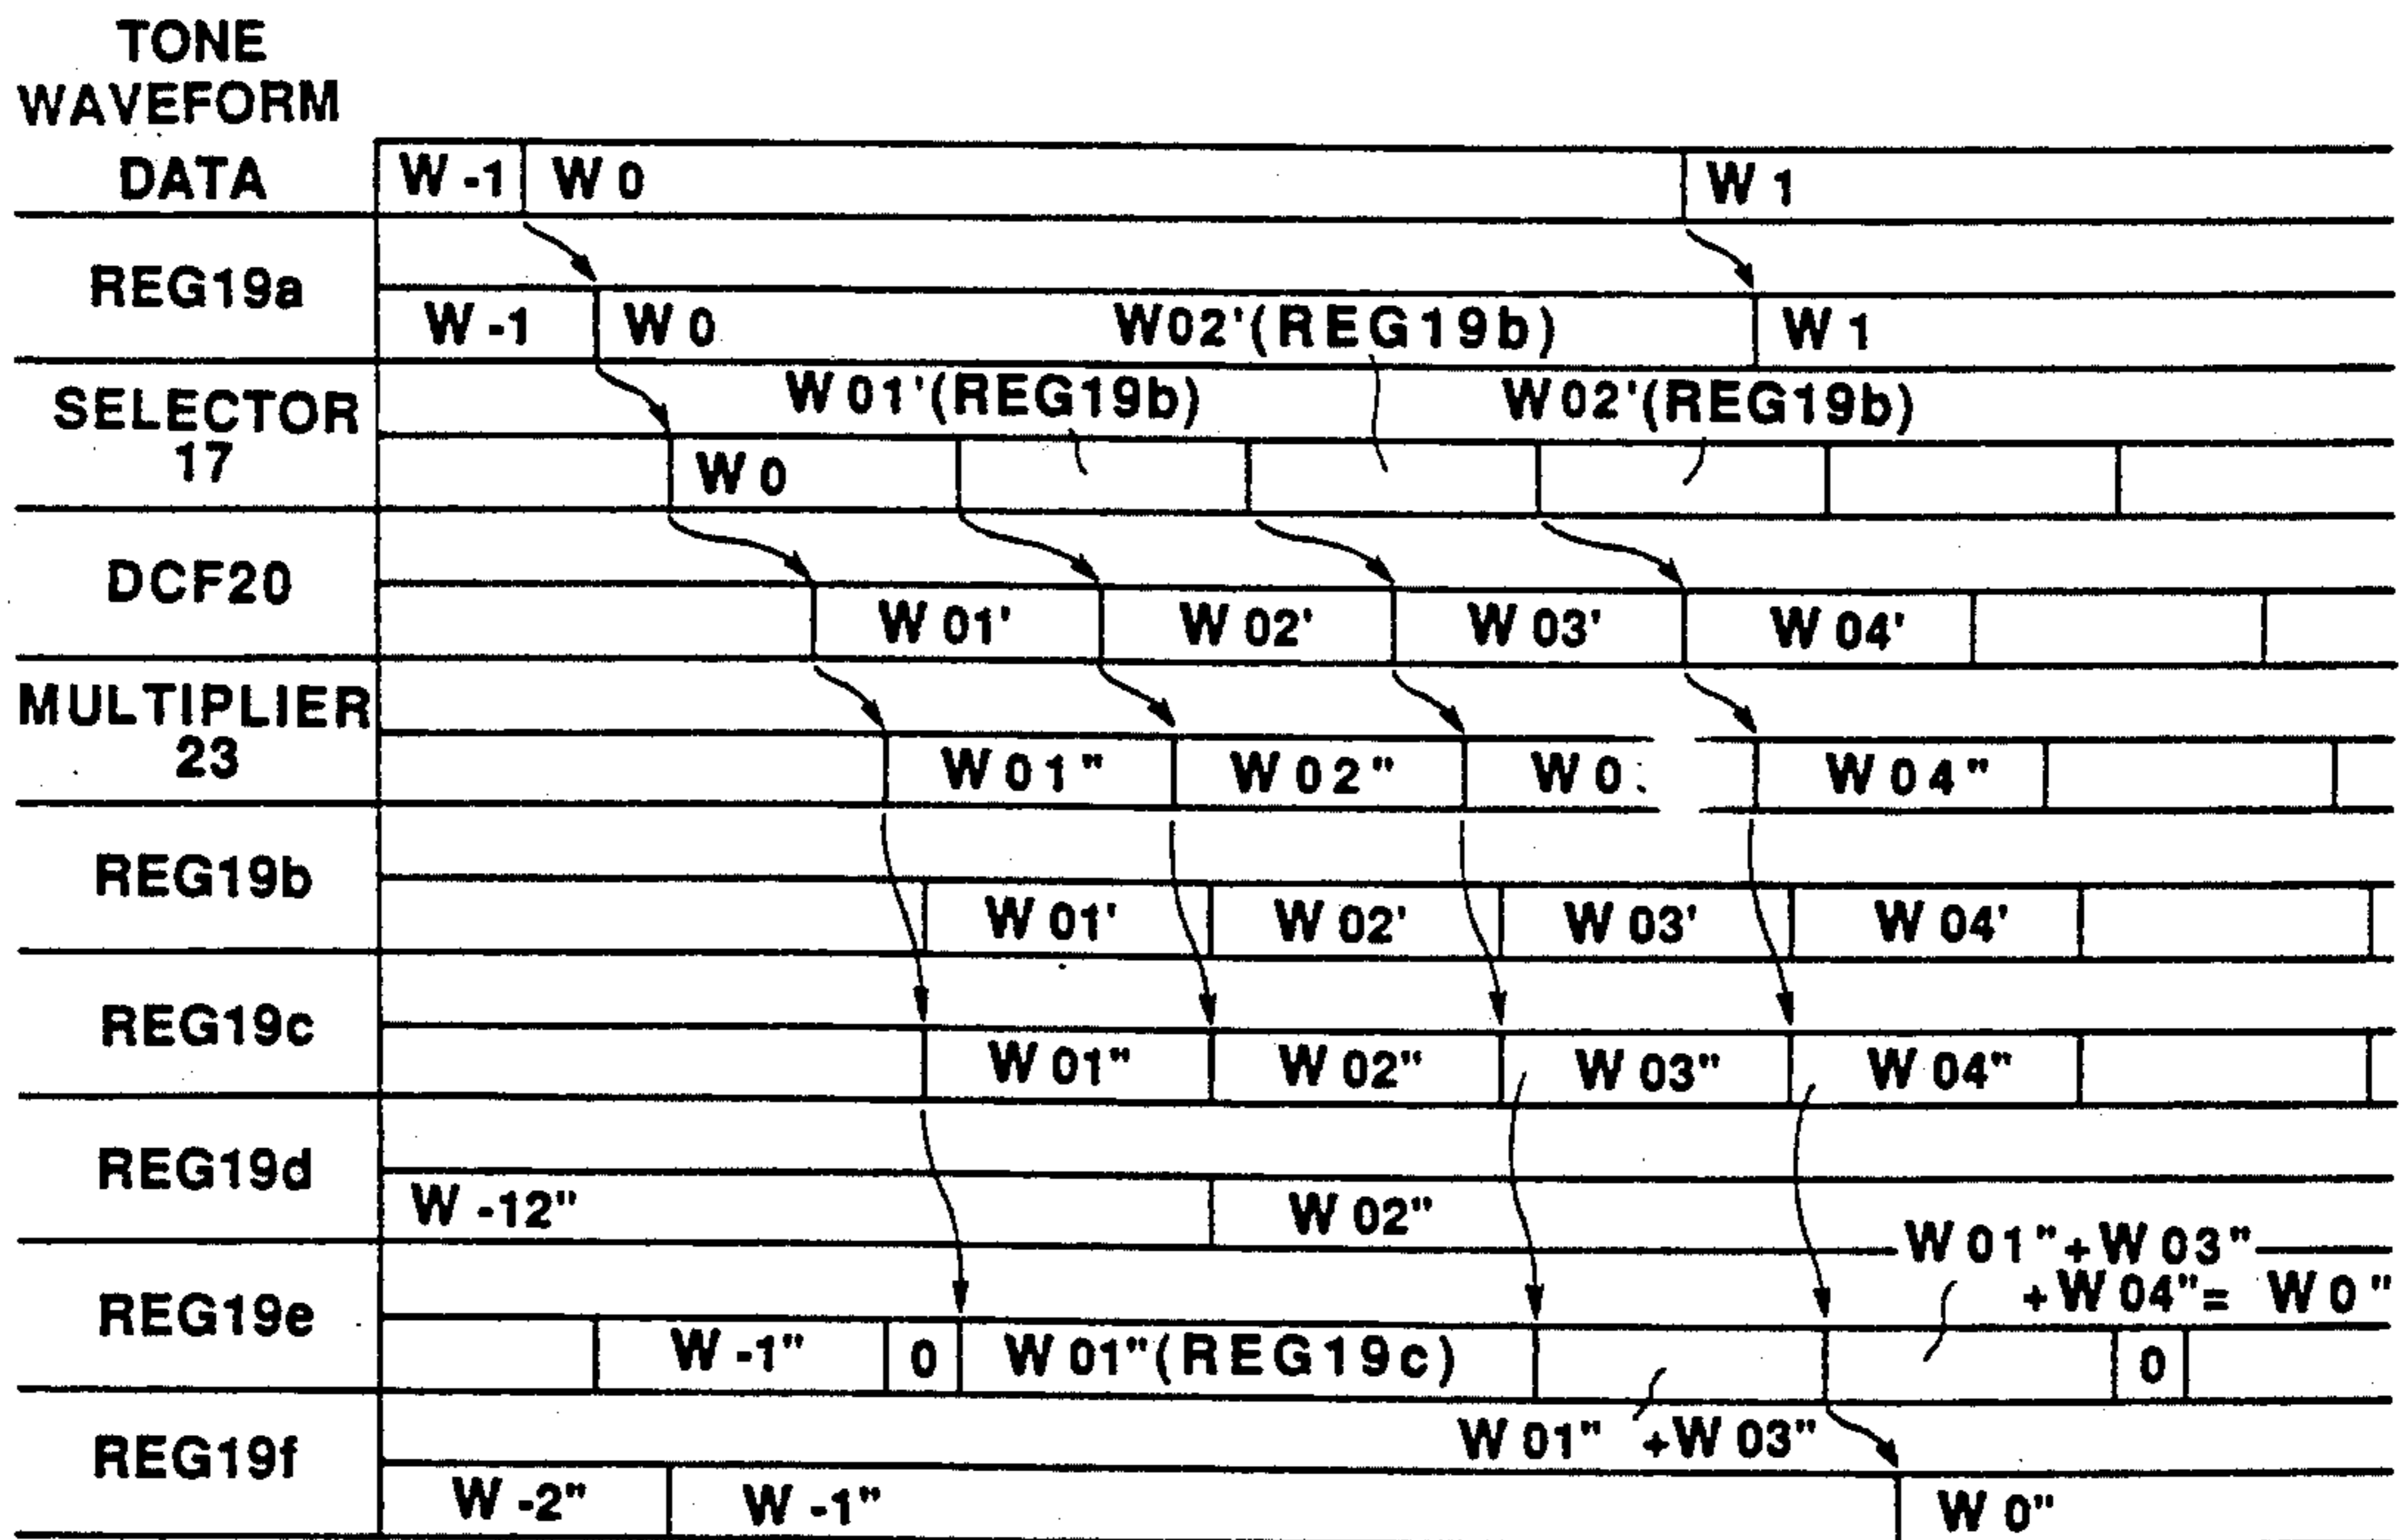 TONE
WAVEFORM
DATA
W -1
W 0
W 1
REG19a
W -1
W 0
W02'(REG19b)
W 1
SELECTOR
17
W 01'(REG19b)
W02'(REG19b)
W 0
DCF20
W 01'
W 02'
W 03'
W 04'
MULTIPLIER
23
W 01"
W 02"
W 0
W 04"
REG19b
W 01'
W 02'
W 03'
W 04'
REG19c
W 01"
W 02"
W 03"
W 04"
REG19d
W -12"
W 02"
REG19e
W 01"+W 03"
+W 04"= W 0"
W -1"
0
W 01"(REG19c)
0
W 01" +W 03"
REG19f
W -2"
W -1"
W 0"